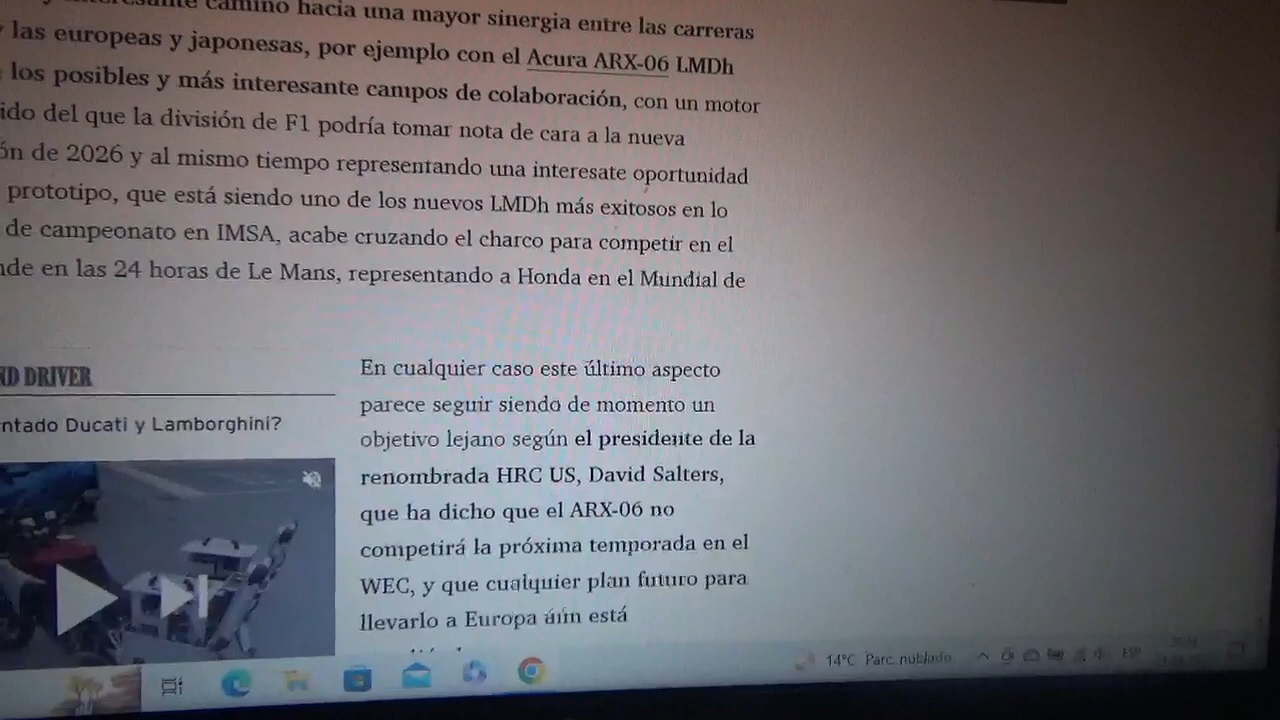 interesante camino hacia una mayor sinergia entre las carreras
las europeas y japonesas, por ejemplo con el Acura ARX-06 LMDh
los posibles y más interesante campos de colaboración, con un motor
ido del que la división de F1 podría tomar nota de cara a la nueva
ón de 2026 y al mismo tiempo representando una interesate oportunidad
prototipo, que está siendo uno de los nuevos LMDh más exitosos en lo
de campeonato en IMSA, acabe cruzando el charco para competir en el
nde en las 24 horas de Le Mans, representando a Honda en el Mundial de
ND DRIVER
ntado Ducati y Lamborghini?
En cualquier caso este último aspecto
parece seguir siendo de momento un
objetivo lejano según el presidente de la
renombrada HRC US, David Salters,
que ha dicho que el ARX-06 no
competirá la próxima temporada en el
WEC, y que cualquier plan futuro para
llevarlo a Europa aún está
14°C Parc. nublado
ESP